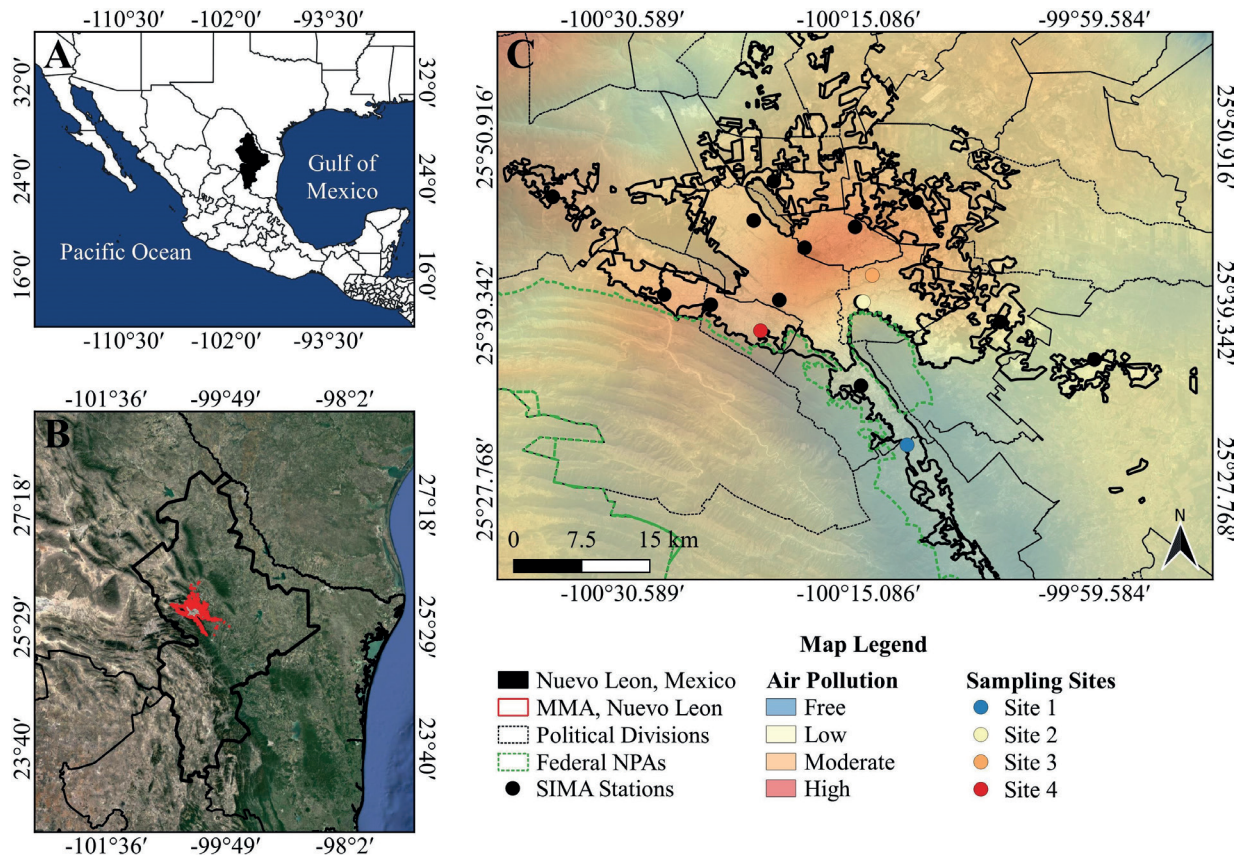 -110°30′ -102°0′ -93°30′
A
32°0′ 24°0′ 16°0′
Gulf of
Mexico
Pacific Ocean
32°0′ 24°0′ 16°0′
-110°30′ -102°0′ -93°30′
-101°36′ -99°49′ -98°2′
B
27°18′ 25°29′ 23°40′
27°18′ 25°29′ 23°40′
-101°36′ -99°49′ -98°2′
-100°30.589′ -100°15.086′ -99°59.584′
C
25°50.916′ 25°39.342′ 25°27.768′
25°50.916′ 25°39.342′ 25°27.768′
N
0 7.5 15 km
-100°30.589′ -100°15.086′ -99°59.584′
Map Legend
Nuevo Leon, Mexico
MMA, Nuevo Leon
Political Divisions
Federal NPAs
SIMA Stations
Air Pollution
Free
Low
Moderate
High
Sampling Sites
Site 1
Site 2
Site 3
Site 4